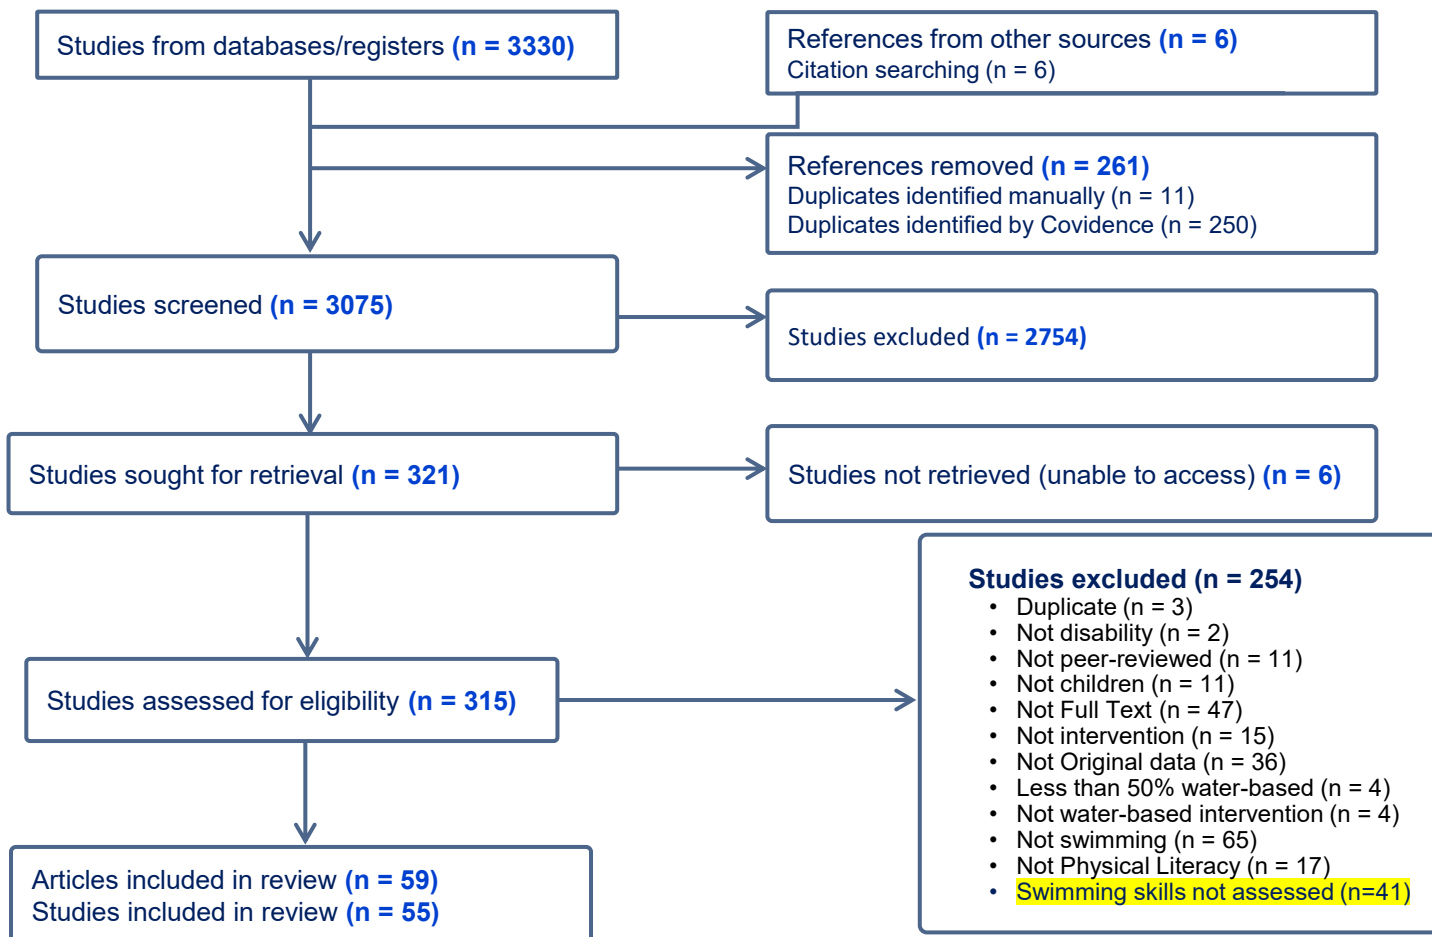 Studies from databases/registers (n = 3330)
References from other sources (n = 6)
Citation searching (n = 6)
References removed (n = 261)
Duplicates identified manually (n = 11)
Duplicates identified by Covidence (n = 250)
Studies screened (n = 3075)
Studies excluded (n = 2754)
Studies sought for retrieval (n = 321)
Studies not retrieved (unable to access) (n = 6)
Studies assessed for eligibility (n = 315)
Studies excluded (n = 254)
• Duplicate (n = 3)
• Not disability (n = 2)
• Not peer-reviewed (n = 11)
• Not children (n = 11)
• Not Full Text (n = 47)
• Not intervention (n = 15)
• Not Original data (n = 36)
• Less than 50% water-based (n = 4)
• Not water-based intervention (n = 4)
• Not swimming (n = 65)
• Not Physical Literacy (n = 17)
• Swimming skills not assessed (n=41)
Articles included in review (n = 59)
Studies included in review (n = 55)